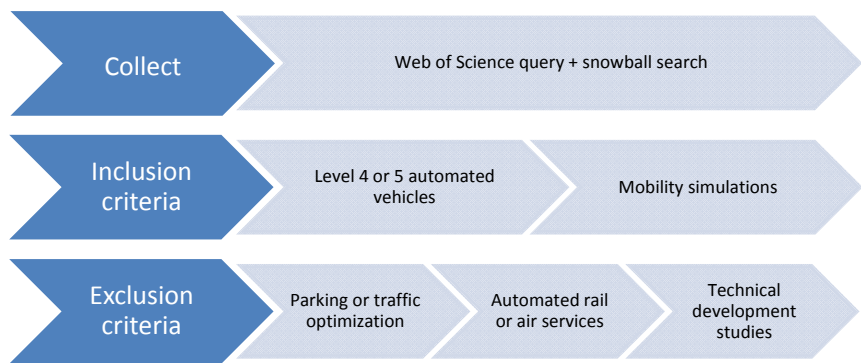 Collect
Web of Science query + snowball search
Inclusion
criteria
Level 4 or 5 automated
vehicles
Mobility simulations
Exclusion
criteria
Parking or traffic
optimization
Automated rail
or air services
Technical
development
studies